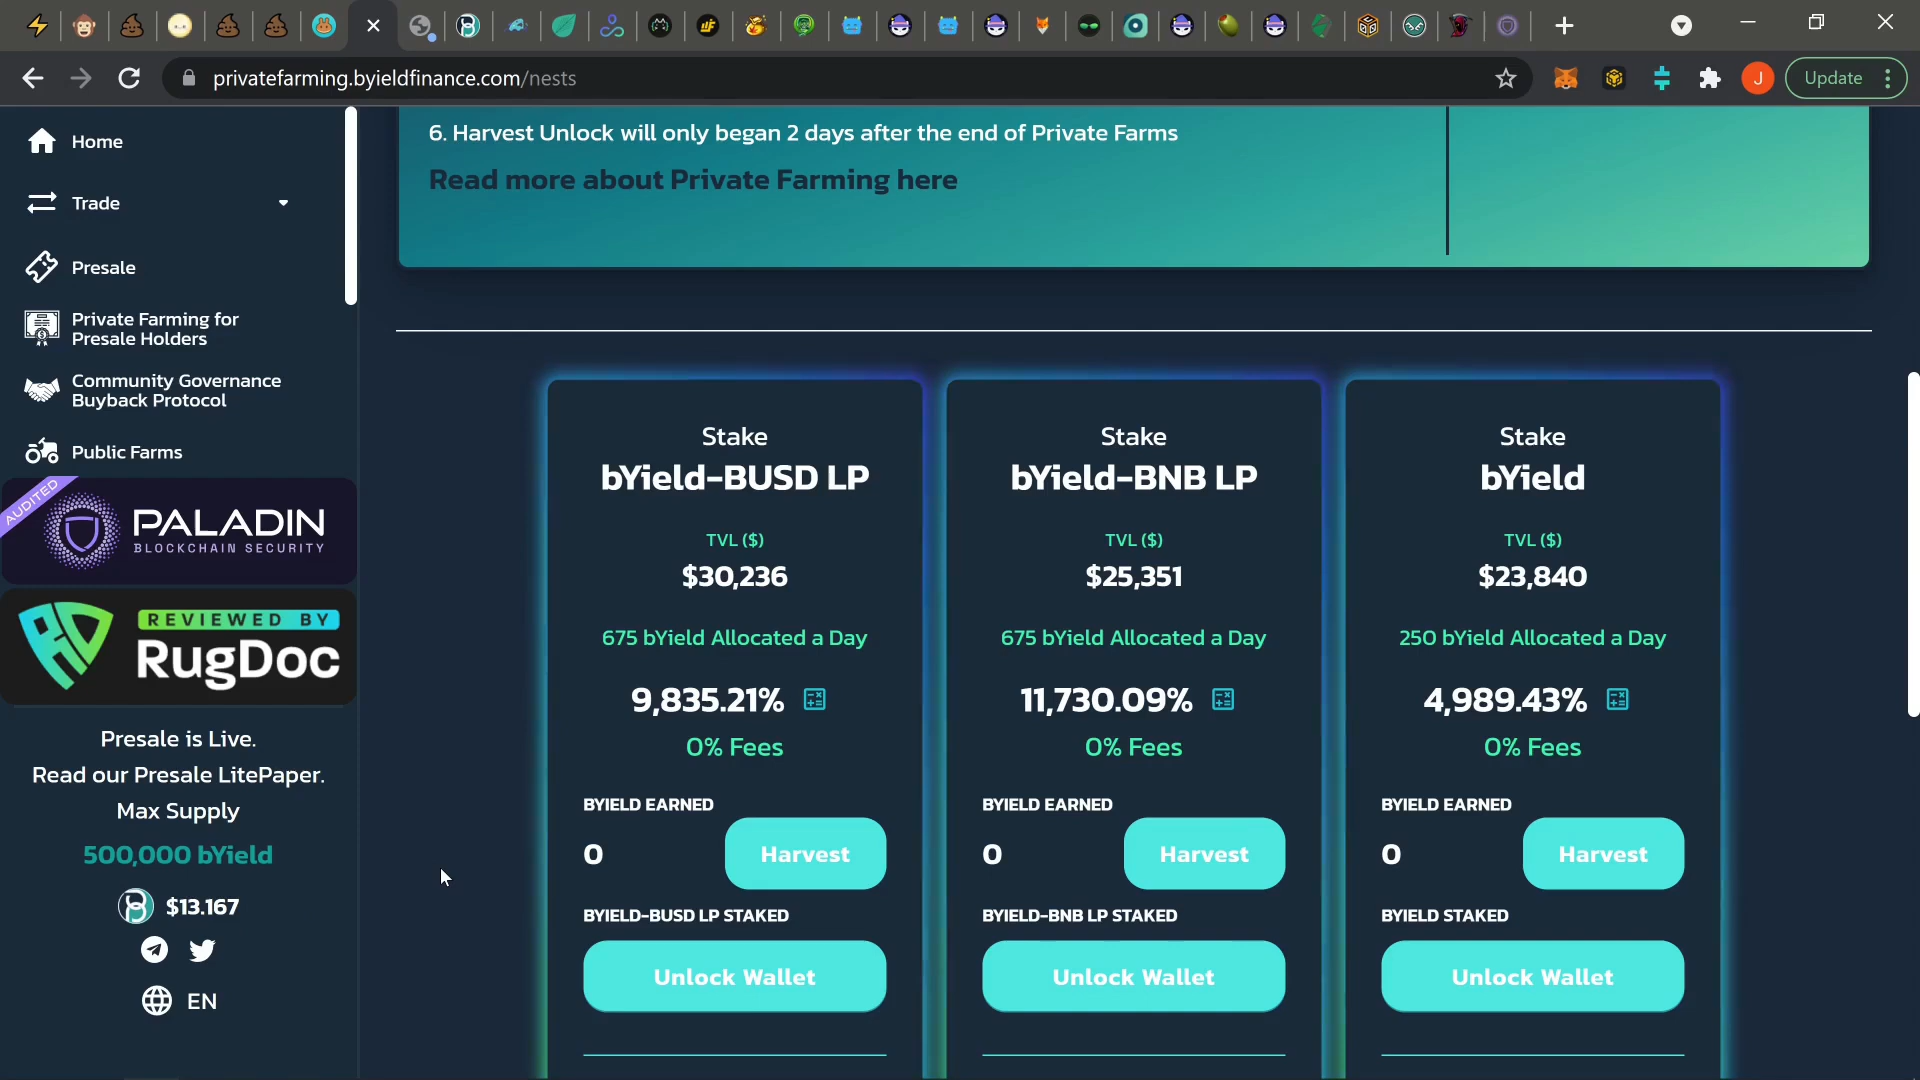 privatefarming.byieldfinance.com/nests
J
Update
Home
Trade
Presale
Private Farming for
Presale Holders
Community Governance
Buyback Protocol
Public Farms
AUDITED
PALADIN
BLOCKCHAIN SECURITY
REVIEWED BY
RugDoc
Presale is Live.
Read our Presale LitePaper.
Max Supply
500,000 bYield
$13.167
EN
6. Harvest Unlock will only began 2 days after the end of Private Farms
Read more about Private Farming here
Stake
bYield-BUSD LP
TVL ($)
$30,236
675 bYield Allocated a Day
9,835.21%
0% Fees
BYIELD EARNED
0
Harvest
BYIELD-BUSD LP STAKED
Unlock Wallet
Stake
bYield-BNB LP
TVL ($)
$25,351
675 bYield Allocated a Day
11,730.09%
0% Fees
BYIELD EARNED
0
Harvest
BYIELD-BNB LP STAKED
Unlock Wallet
Stake
bYield
TVL ($)
$23,840
250 bYield Allocated a Day
4,989.43%
0% Fees
BYIELD EARNED
0
Harvest
BYIELD STAKED
Unlock Wallet